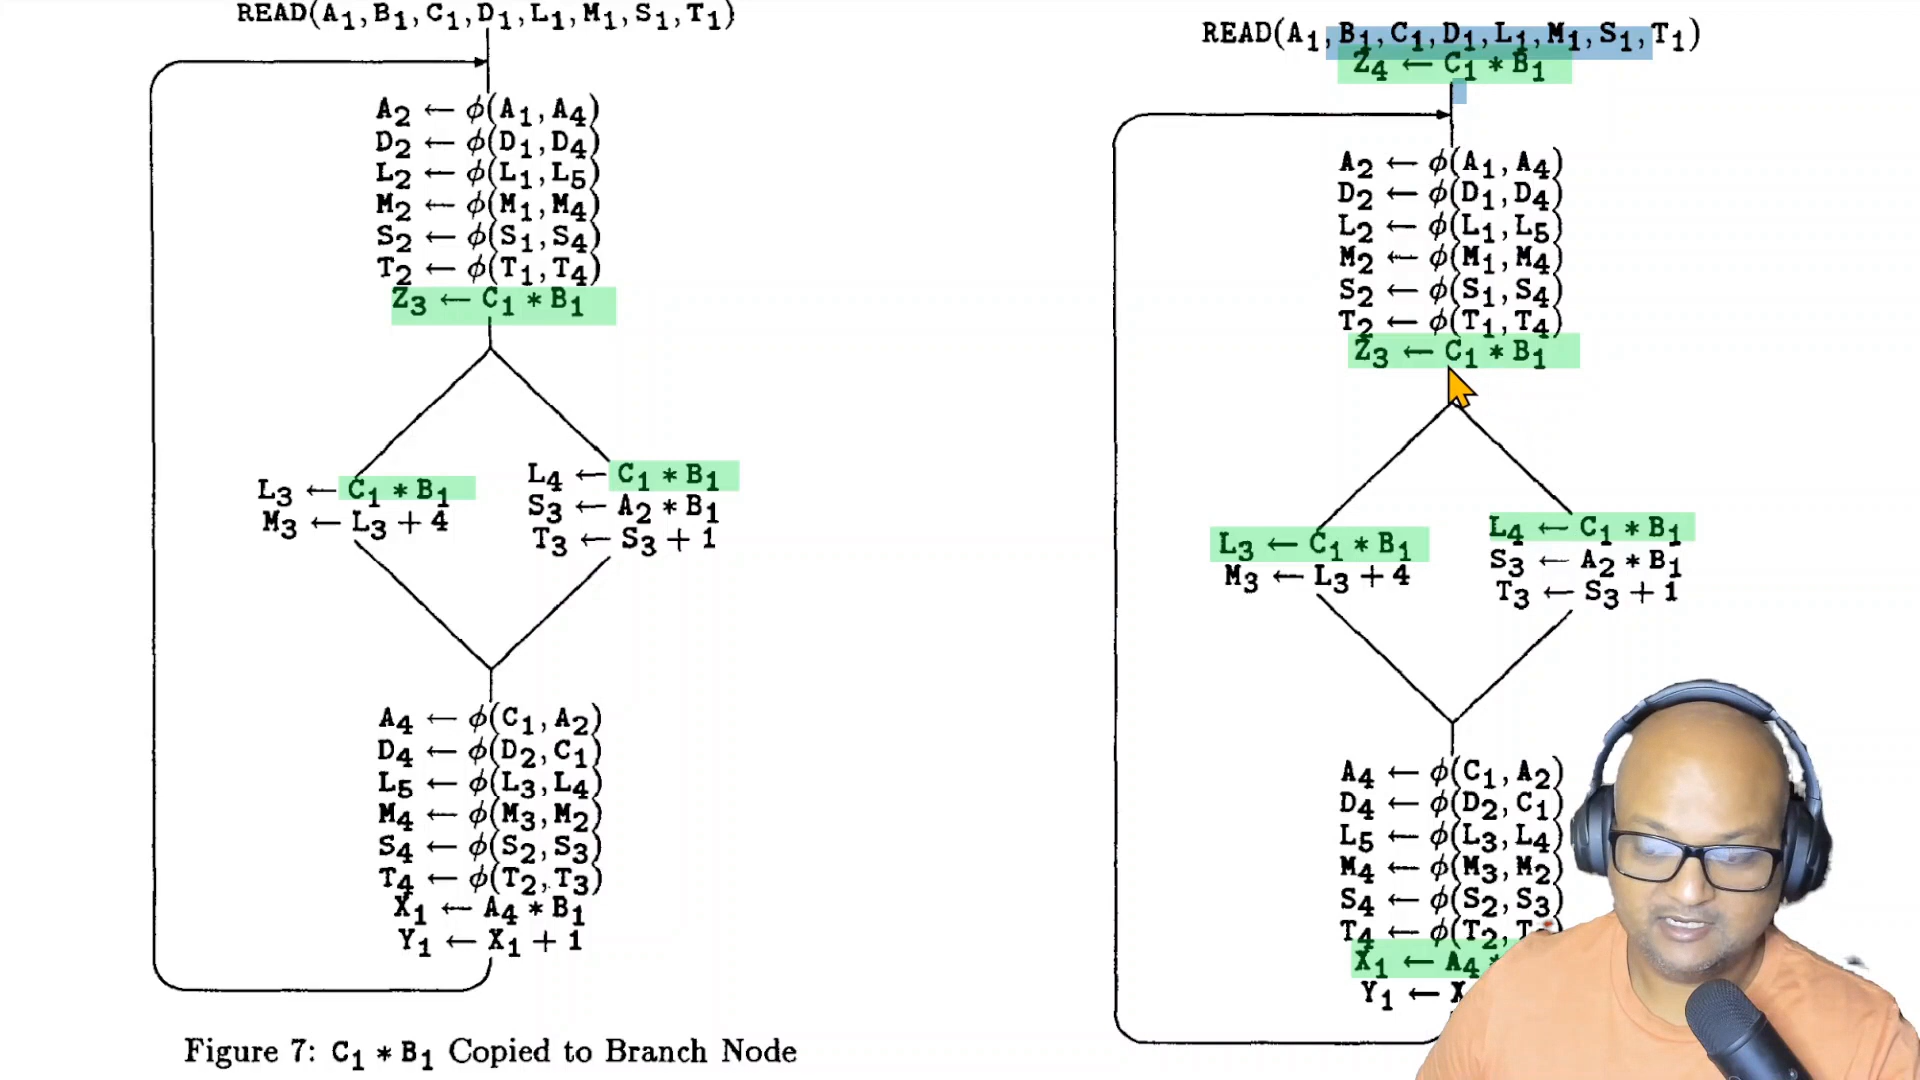 READ(A1, B1, C1, D1, L1, M1, S1, T1)
A2 ← ϕ(A1, A4)
D2 ← ϕ(D1, D4)
L2 ← ϕ(L1, L5)
M2 ← ϕ(M1, M4)
S2 ← ϕ(S1, S4)
T2 ← ϕ(T1, T4)
Z3 ← C1 * B1
L3 ← C1 * B1
M3 ← L3 + 4
L4 ← C1 * B1
S3 ← A2 * B1
T3 ← S3 + 1
A4 ← ϕ(C1, A2)
D4 ← ϕ(D2, C1)
L5 ← ϕ(L3, L4)
M4 ← ϕ(M3, M2)
S4 ← ϕ(S2, S3)
T4 ← ϕ(T2, T3)
X1 ← A4 * B1
Y1 ← X1 + 1
Figure 7: C1 * B1 Copied to Branch Node
READ(A1, B1, C1, D1, L1, M1, S1, T1)
Z4 ← C1 * B1
A2 ← ϕ(A1, A4)
D2 ← ϕ(D1, D4)
L2 ← ϕ(L1, L5)
M2 ← ϕ(M1, M4)
S2 ← ϕ(S1, S4)
T2 ← ϕ(T1, T4)
Z3 ← C1 * B1
L3 ← C1 * B1
M3 ← L3 + 4
L4 ← C1 * B1
S3 ← A2 * B1
T3 ← S3 + 1
A4 ← ϕ(C1, A2)
D4 ← ϕ(D2, C1)
L5 ← ϕ(L3, L4)
M4 ← ϕ(M3, M2)
S4 ← ϕ(S2, S3)
T4 ← ϕ(T2,
X1 ← A4
Y1 ← X